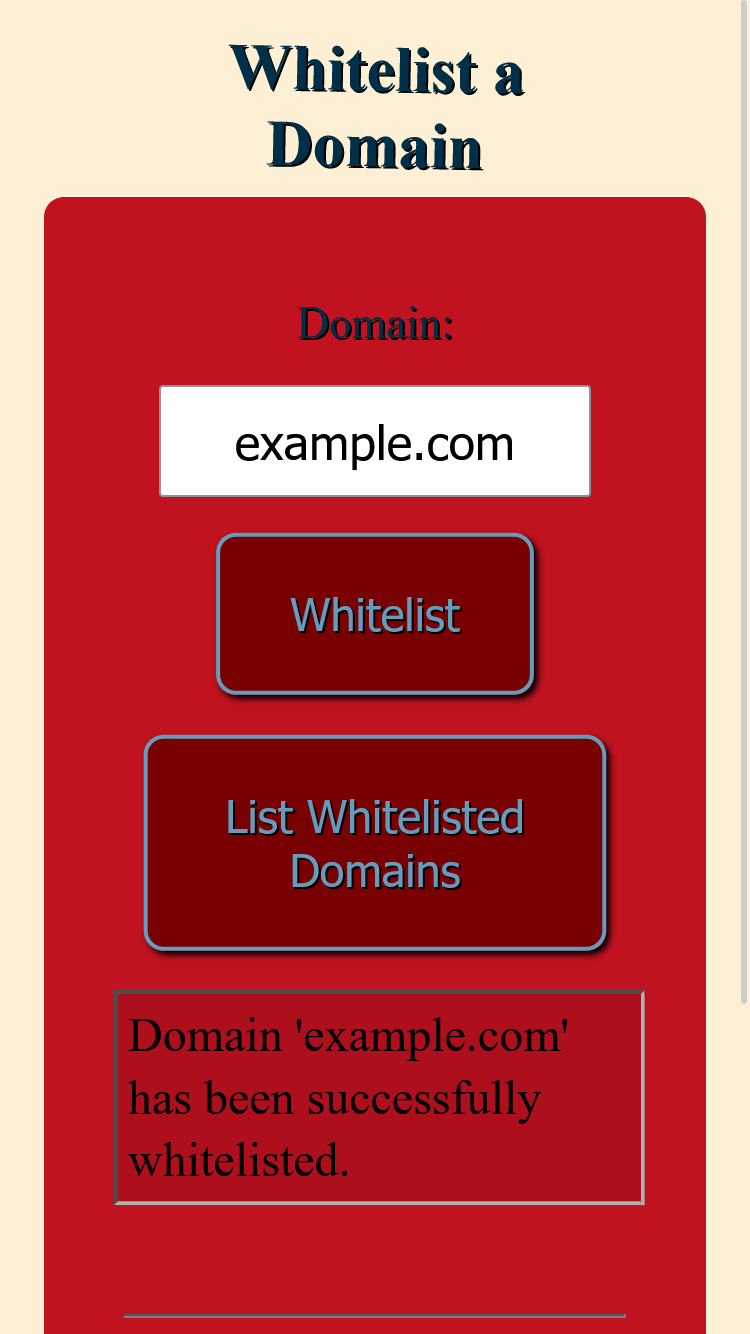 Whitelist a
Domain
Domain:
example.com
Whitelist
List Whitelisted
Domains
Domain 'example.com'
has been successfully
whitelisted.